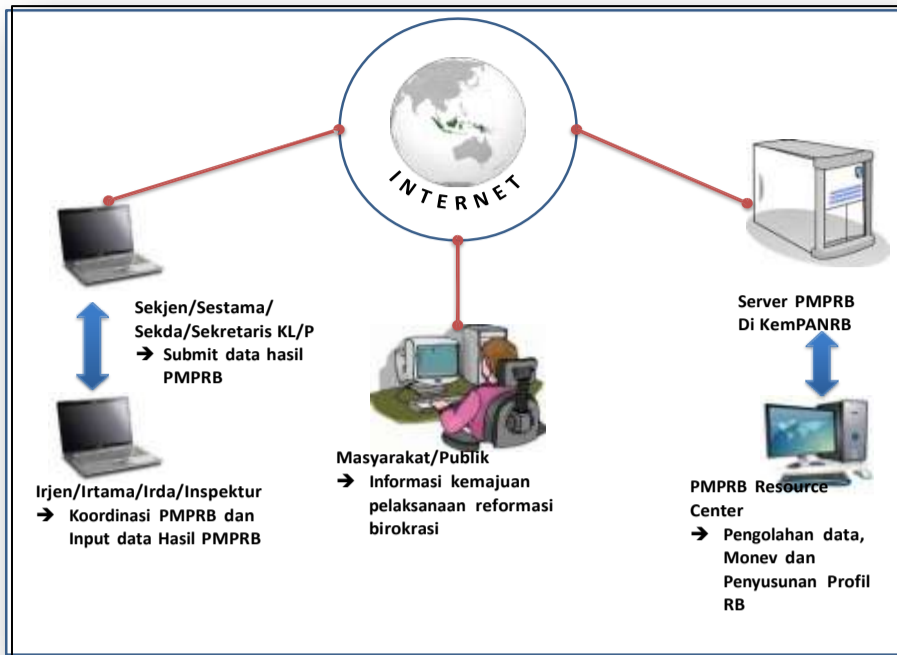 INTERNET
Sekjen/Sestama/
Sekda/Sekretaris KL/P
➔ Submit data hasil
PMPRB
Irjen/Irtama/Irda/Inspektur
➔ Koordinasi PMPRB dan
Input data Hasil PMPRB
Masyarakat/Publik
➔ Informasi kemajuan
pelaksanaan reformasi
birokrasi
Server PMPRB
Di KemPANRB
PMPRB Resource
Center
➔ Pengolahan data,
Monev dan
Penyusunan Profil
RB